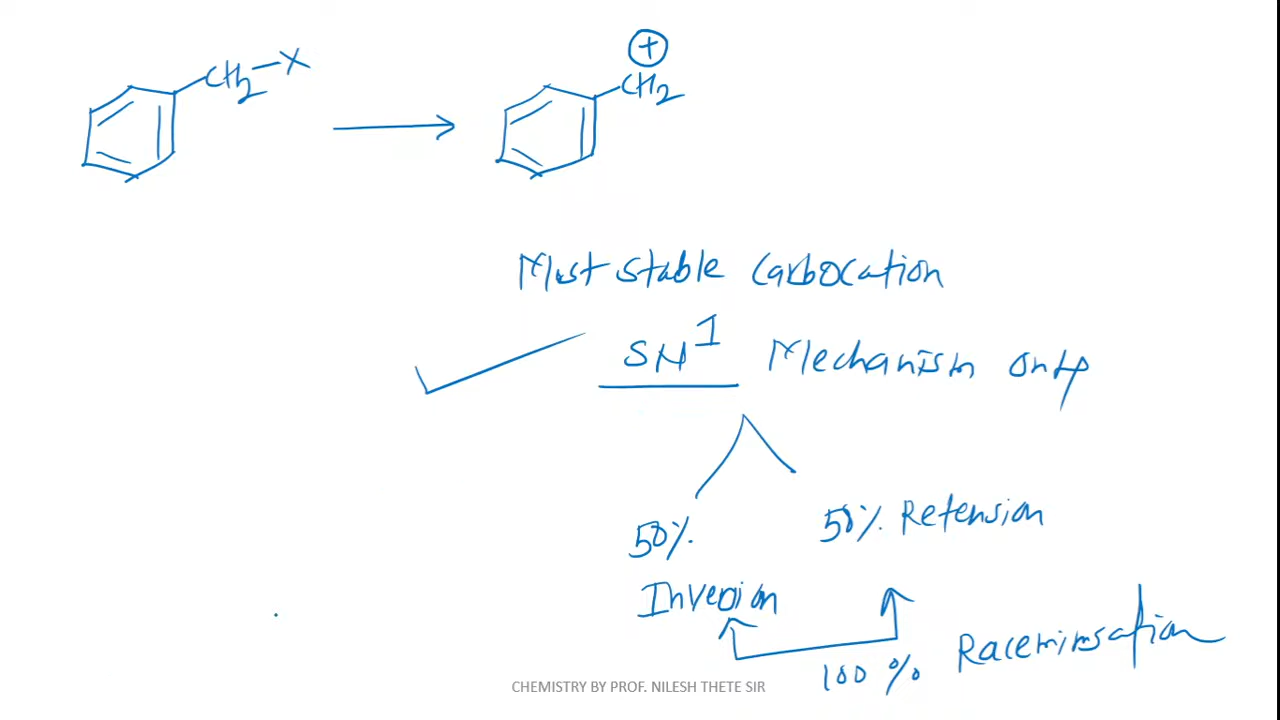 CH2-X
⊕
CH2
Most stable Carbocation
SN1 Mechanism only
50% 50% Retension
Inversion
100% Racemimsation
CHEMISTRY BY PROF. NILESH THETE SIR